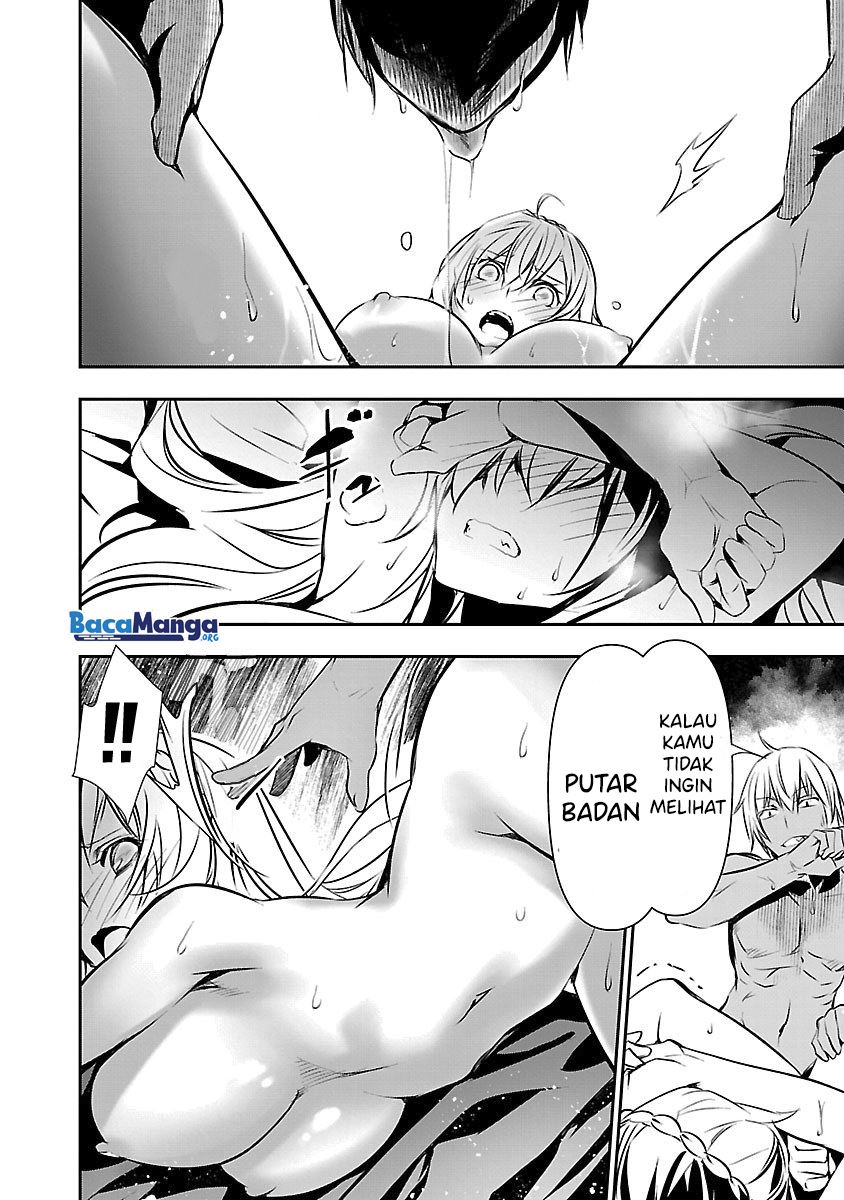 BacaManga
.ORG
!!
KALAU
KAMU
TIDAK
INGIN
MELIHAT
PUTAR
BADAN